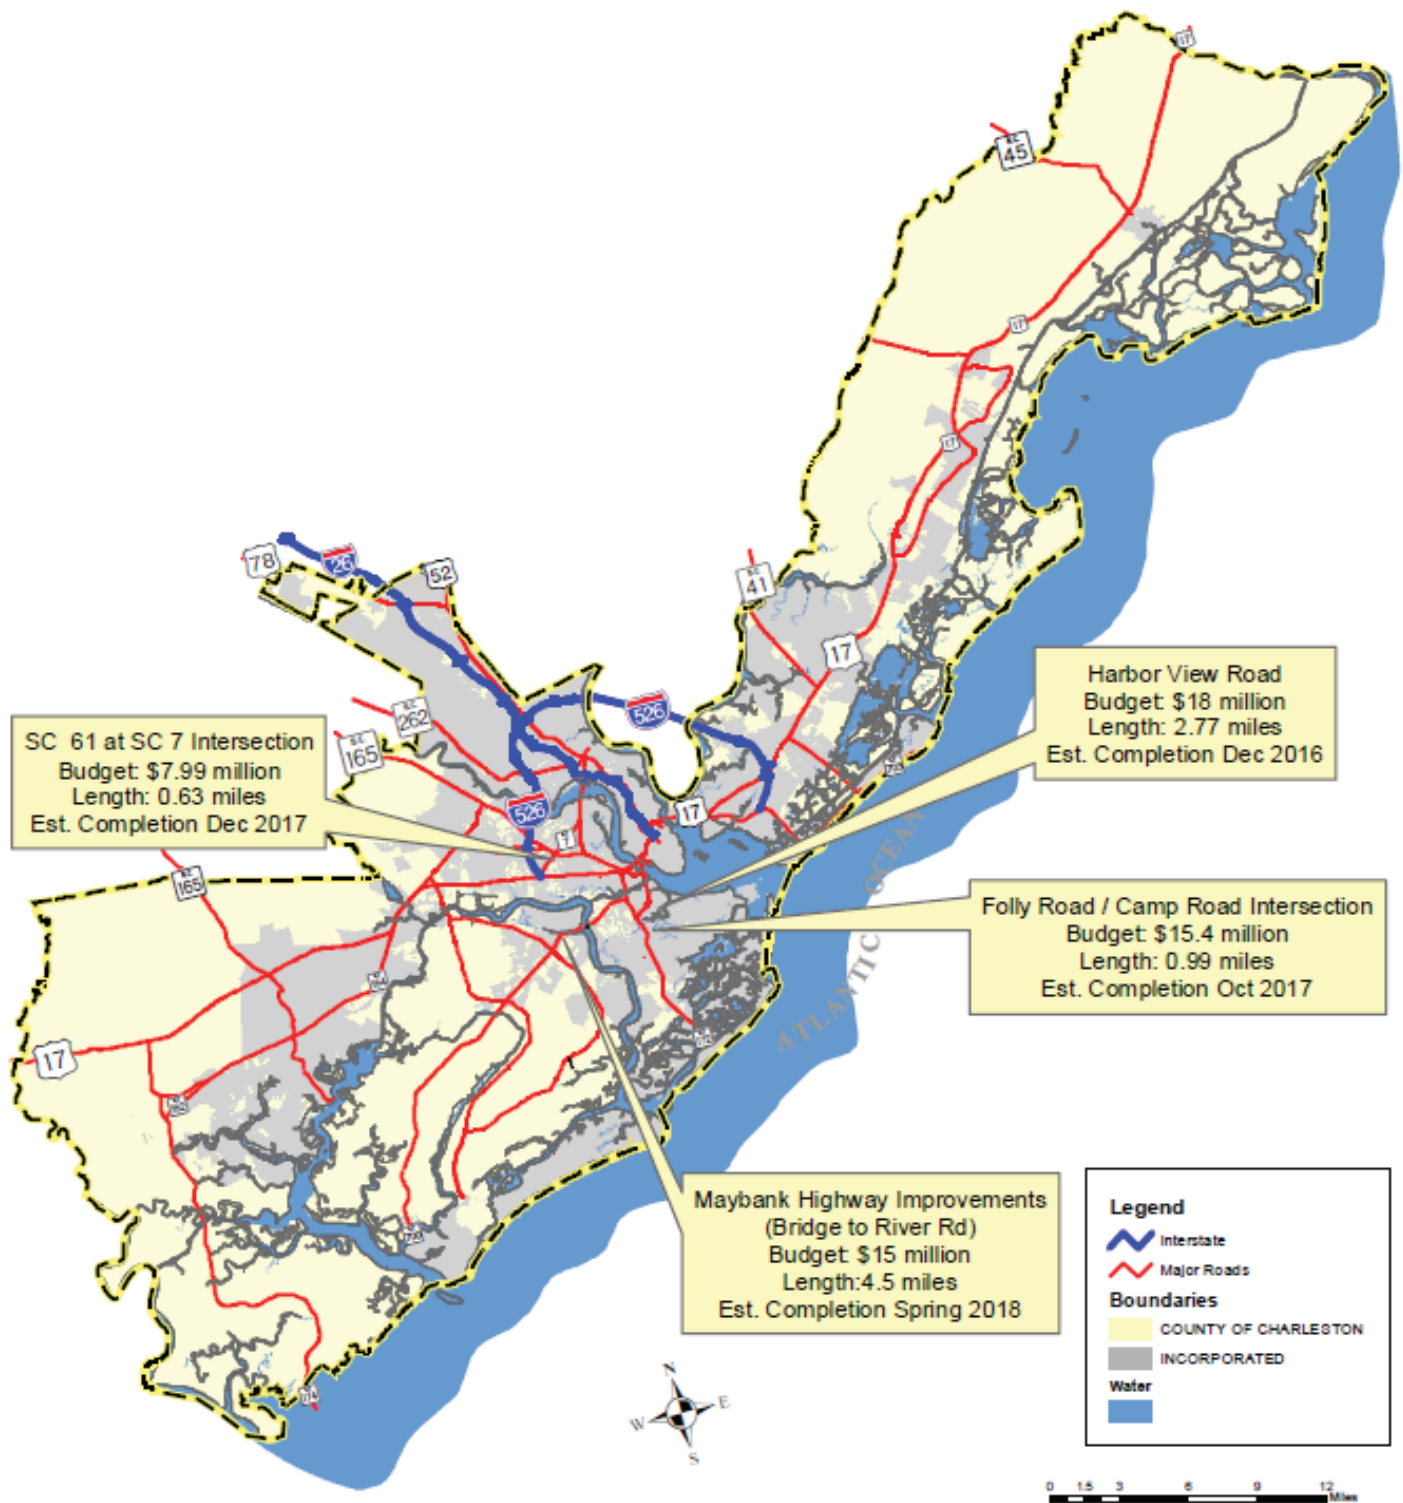 17
S.C.
45
17
17
78
26
52
S.C.
41
17
526
S.C.
262
S.C.
165
17
526
7
S.C.
165
17
ATLANTIC OCEAN
SC 61 at SC 7 Intersection
Budget: $7.99 million
Length: 0.63 miles
Est. Completion Dec 2017
Harbor View Road
Budget: $18 million
Length: 2.77 miles
Est. Completion Dec 2016
Folly Road / Camp Road Intersection
Budget: $15.4 million
Length: 0.99 miles
Est. Completion Oct 2017
Maybank Highway Improvements
(Bridge to River Rd)
Budget: $15 million
Length:4.5 miles
Est. Completion Spring 2018
Legend
Interstate
Major Roads
Boundaries
COUNTY OF CHARLESTON
INCORPORATED
Water
N
W E
S
0 1.5 3 6 9 12
Miles